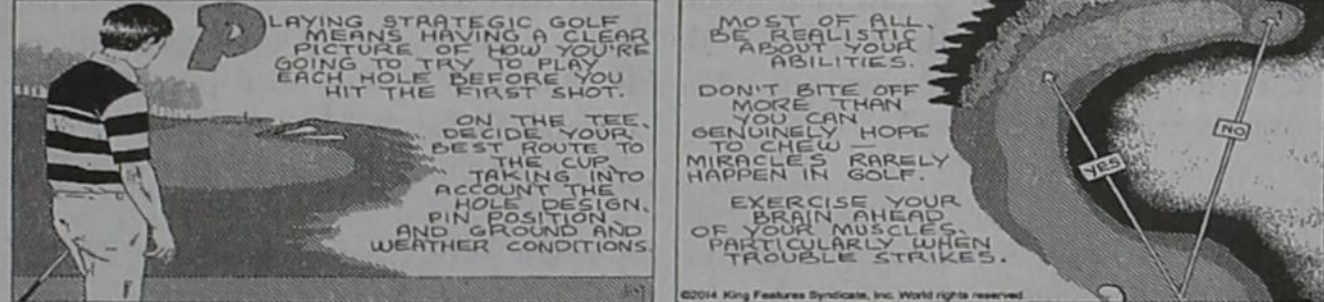 PLAYING STRATEGIC GOLF
MEANS HAVING A CLEAR
PICTURE OF HOW YOU'RE
GOING TO TRY TO PLAY
EACH HOLE BEFORE YOU
HIT THE FIRST SHOT.
ON THE TEE,
DECIDE YOUR
BEST ROUTE TO
THE CUP,
TAKING INTO
ACCOUNT THE
HOLE DESIGN,
PIN POSITION,
AND GROUND AND
WEATHER CONDITIONS.
MOST OF ALL,
BE REALISTIC
ABOUT YOUR
ABILITIES.
DON'T BITE OFF
MORE THAN
YOU CAN
GENUINELY HOPE
TO CHEW —
MIRACLES RARELY
HAPPEN IN GOLF.
EXERCISE YOUR
BRAIN AHEAD
OF YOUR MUSCLES,
PARTICULARLY WHEN
TROUBLE STRIKES.
YES
NO
©2014 King Features Syndicate, Inc. World rights reserved.